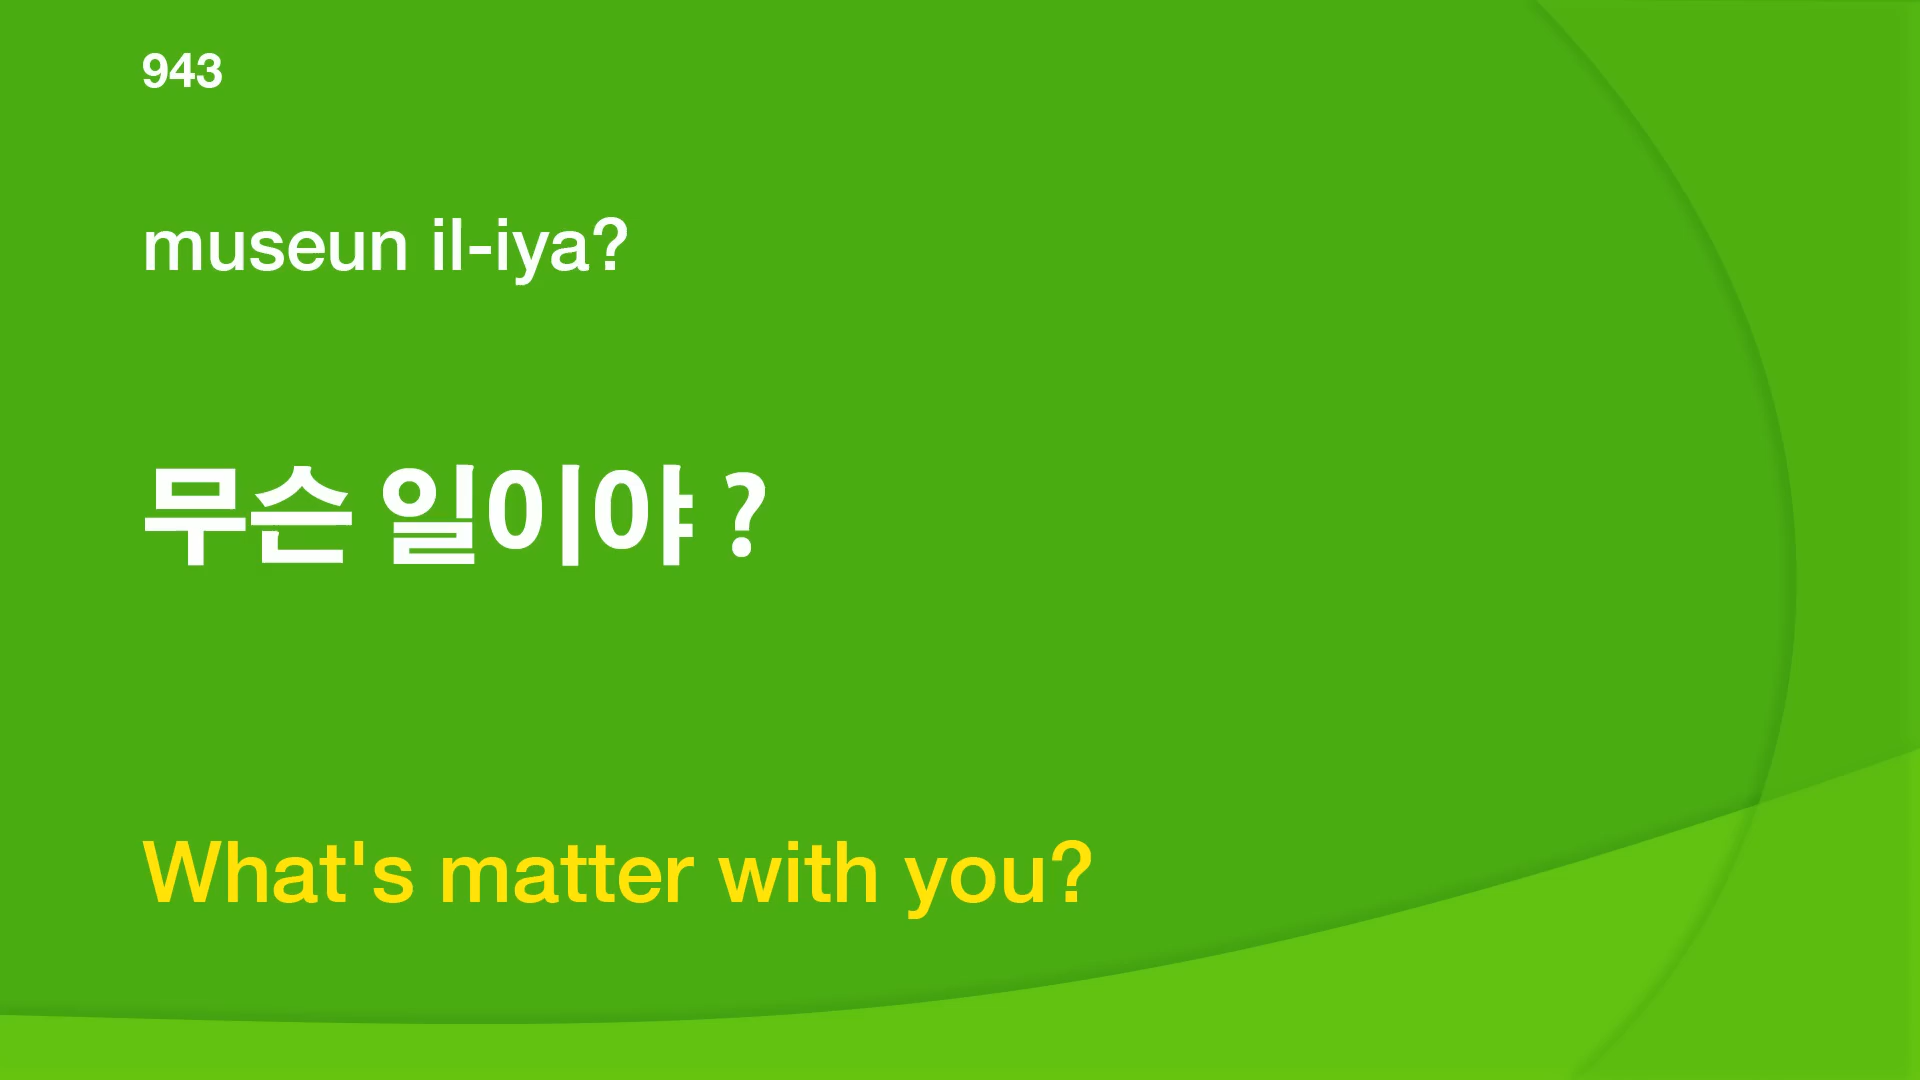 943
museun il-iya?
무슨 일이야 ?
What's matter with you?